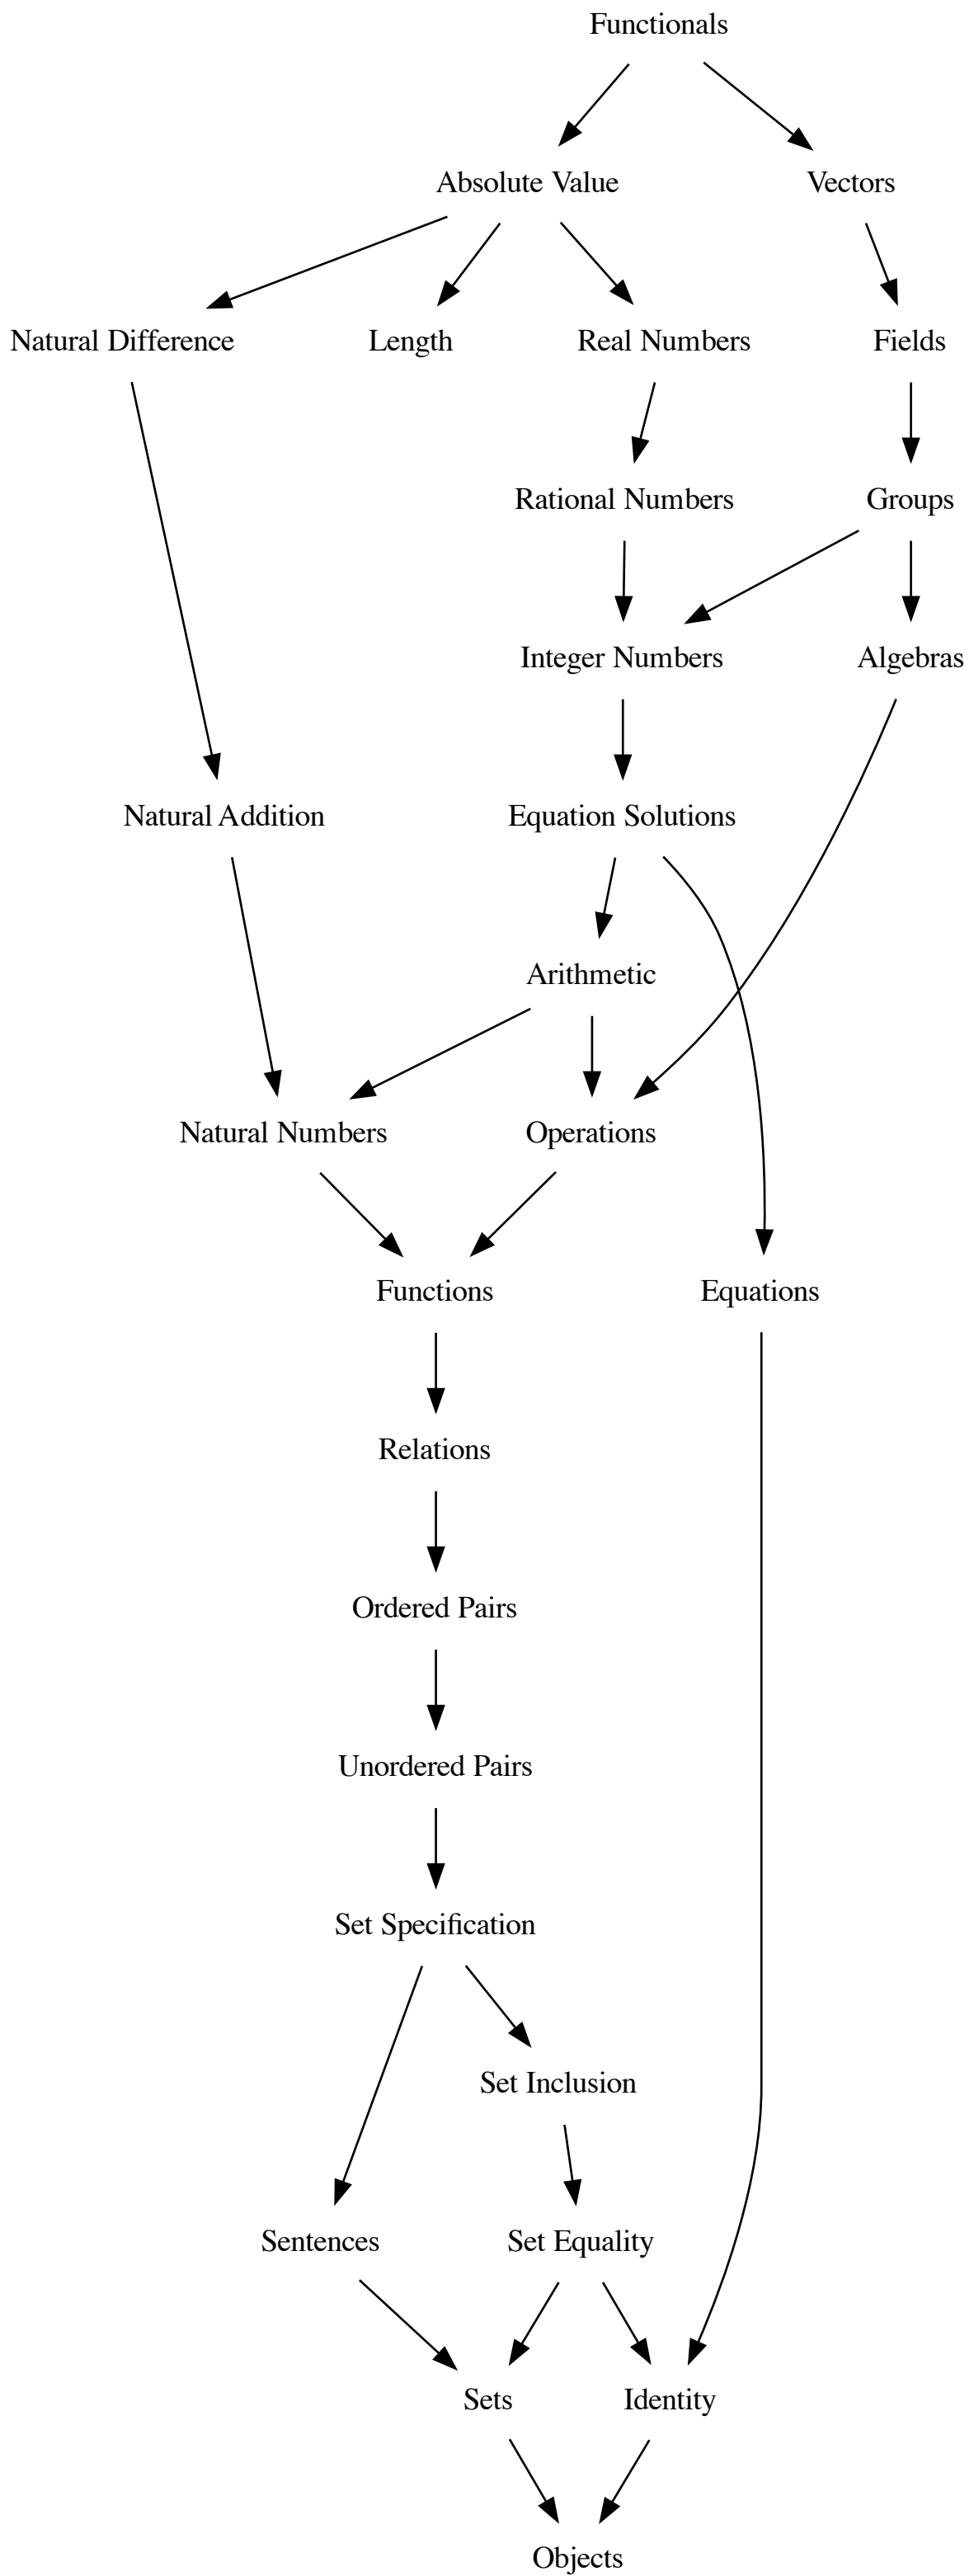 Functionals
Absolute Value
Vectors
Natural Difference
Length
Real Numbers
Fields
Rational Numbers
Groups
Integer Numbers
Algebras
Natural Addition
Equation Solutions
Arithmetic
Natural Numbers
Operations
Functions
Equations
Relations
Ordered Pairs
Unordered Pairs
Set Specification
Set Inclusion
Sentences
Set Equality
Sets
Identity
Objects